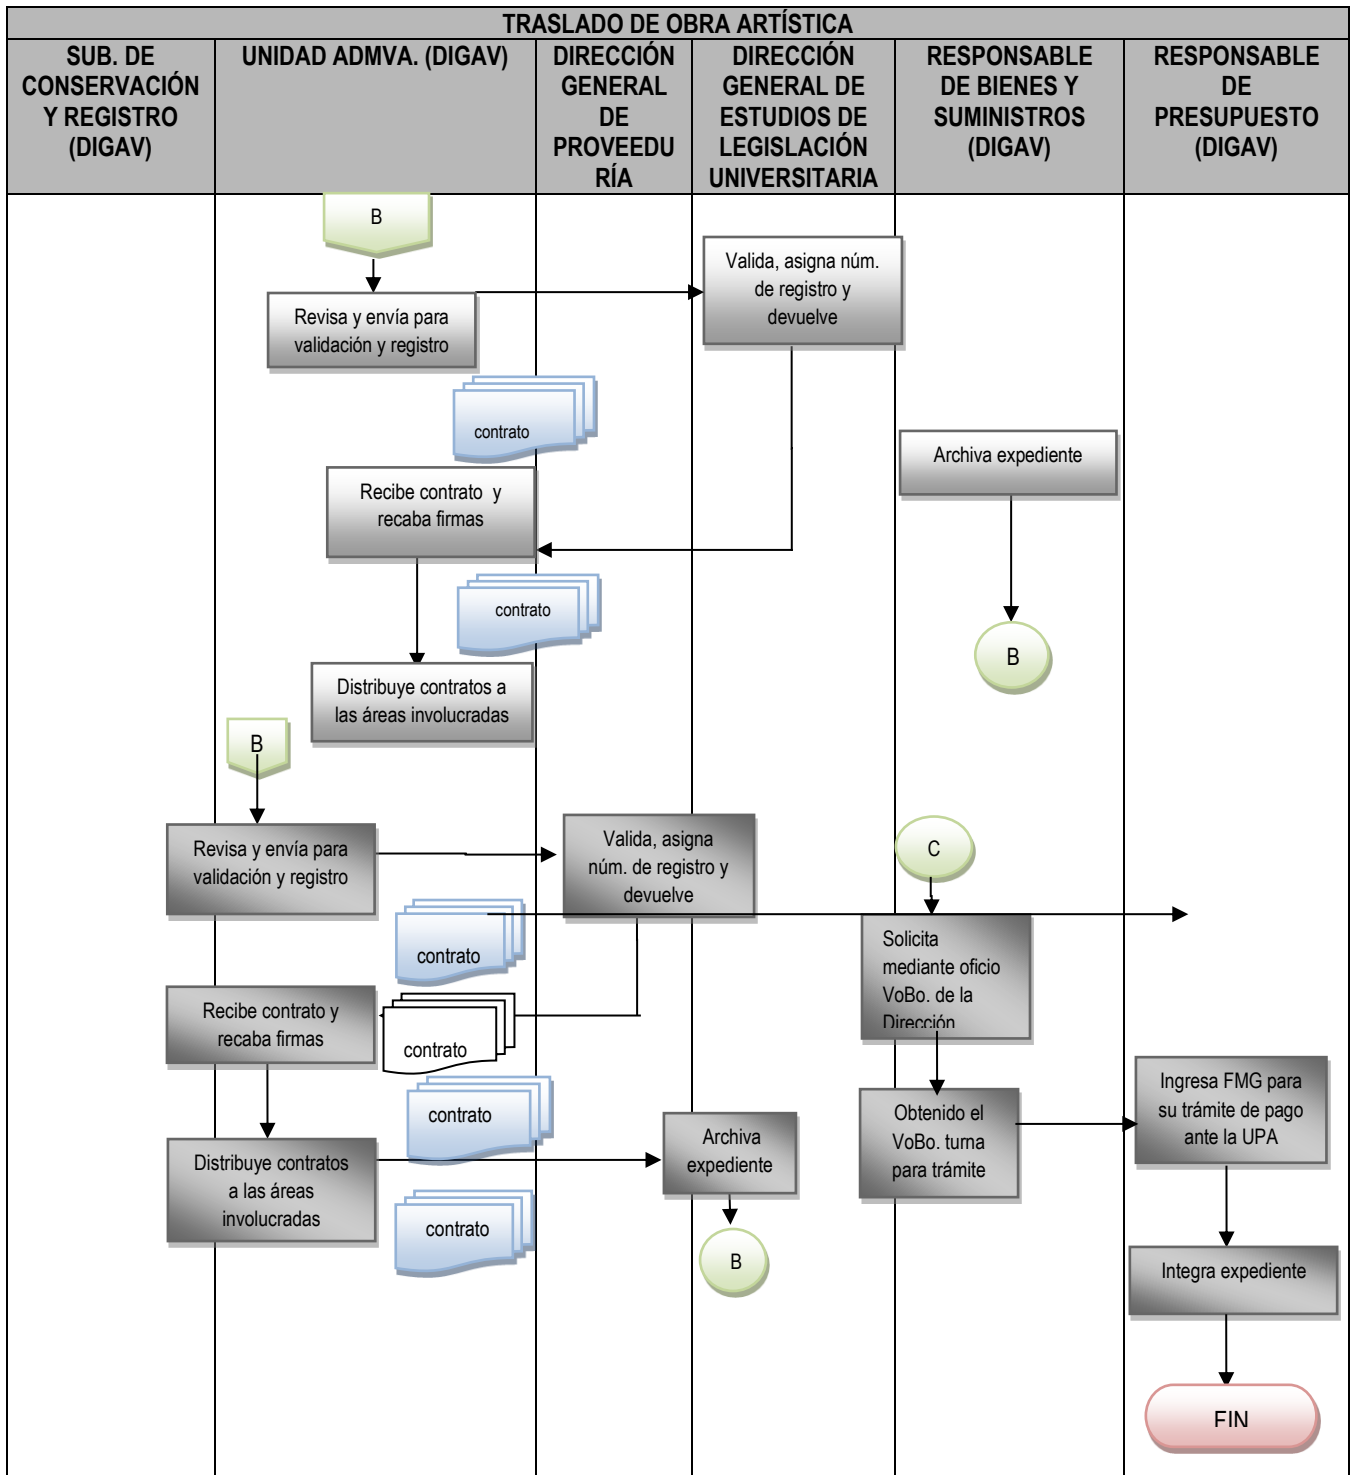 TRASLADO DE OBRA ARTÍSTICA
SUB. DE
CONSERVACIÓN
Y REGISTRO
(DIGAV)
UNIDAD ADMVA. (DIGAV)
DIRECCIÓN
GENERAL
DE
PROVEEDU
RÍA
DIRECCIÓN
GENERAL DE
ESTUDIOS DE
LEGISLACIÓN
UNIVERSITARIA
RESPONSABLE
DE BIENES Y
SUMINISTROS
(DIGAV)
RESPONSABLE
DE
PRESUPUESTO
(DIGAV)
B
Revisa y envía para
validación y registro
Valida, asigna núm.
de registro y
devuelve
contrato
Archiva expediente
Recibe contrato y
recaba firmas
contrato
B
Distribuye contratos a
las áreas involucradas
B
Revisa y envía para
validación y registro
Valida, asigna
núm. de registro y
devuelve
C
contrato
Solicita
mediante oficio
VoBo. de la
Dirección
Recibe contrato y
recaba firmas
contrato
contrato
Ingresa FMG para
su trámite de pago
ante la UPA
Obtenido el
VoBo. turna
para trámite
Archiva
expediente
Distribuye contratos
a las áreas
involucradas
contrato
B
Integra expediente
FIN